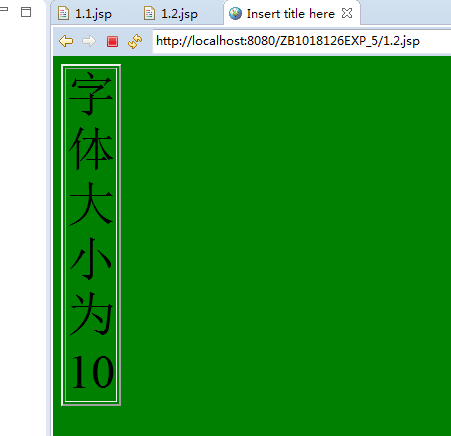 1.1.jsp 1.2.jsp Insert title here
http://localhost:8080/ZB1018126EXP_5/1.2.jsp
字
体
大
小
为
10